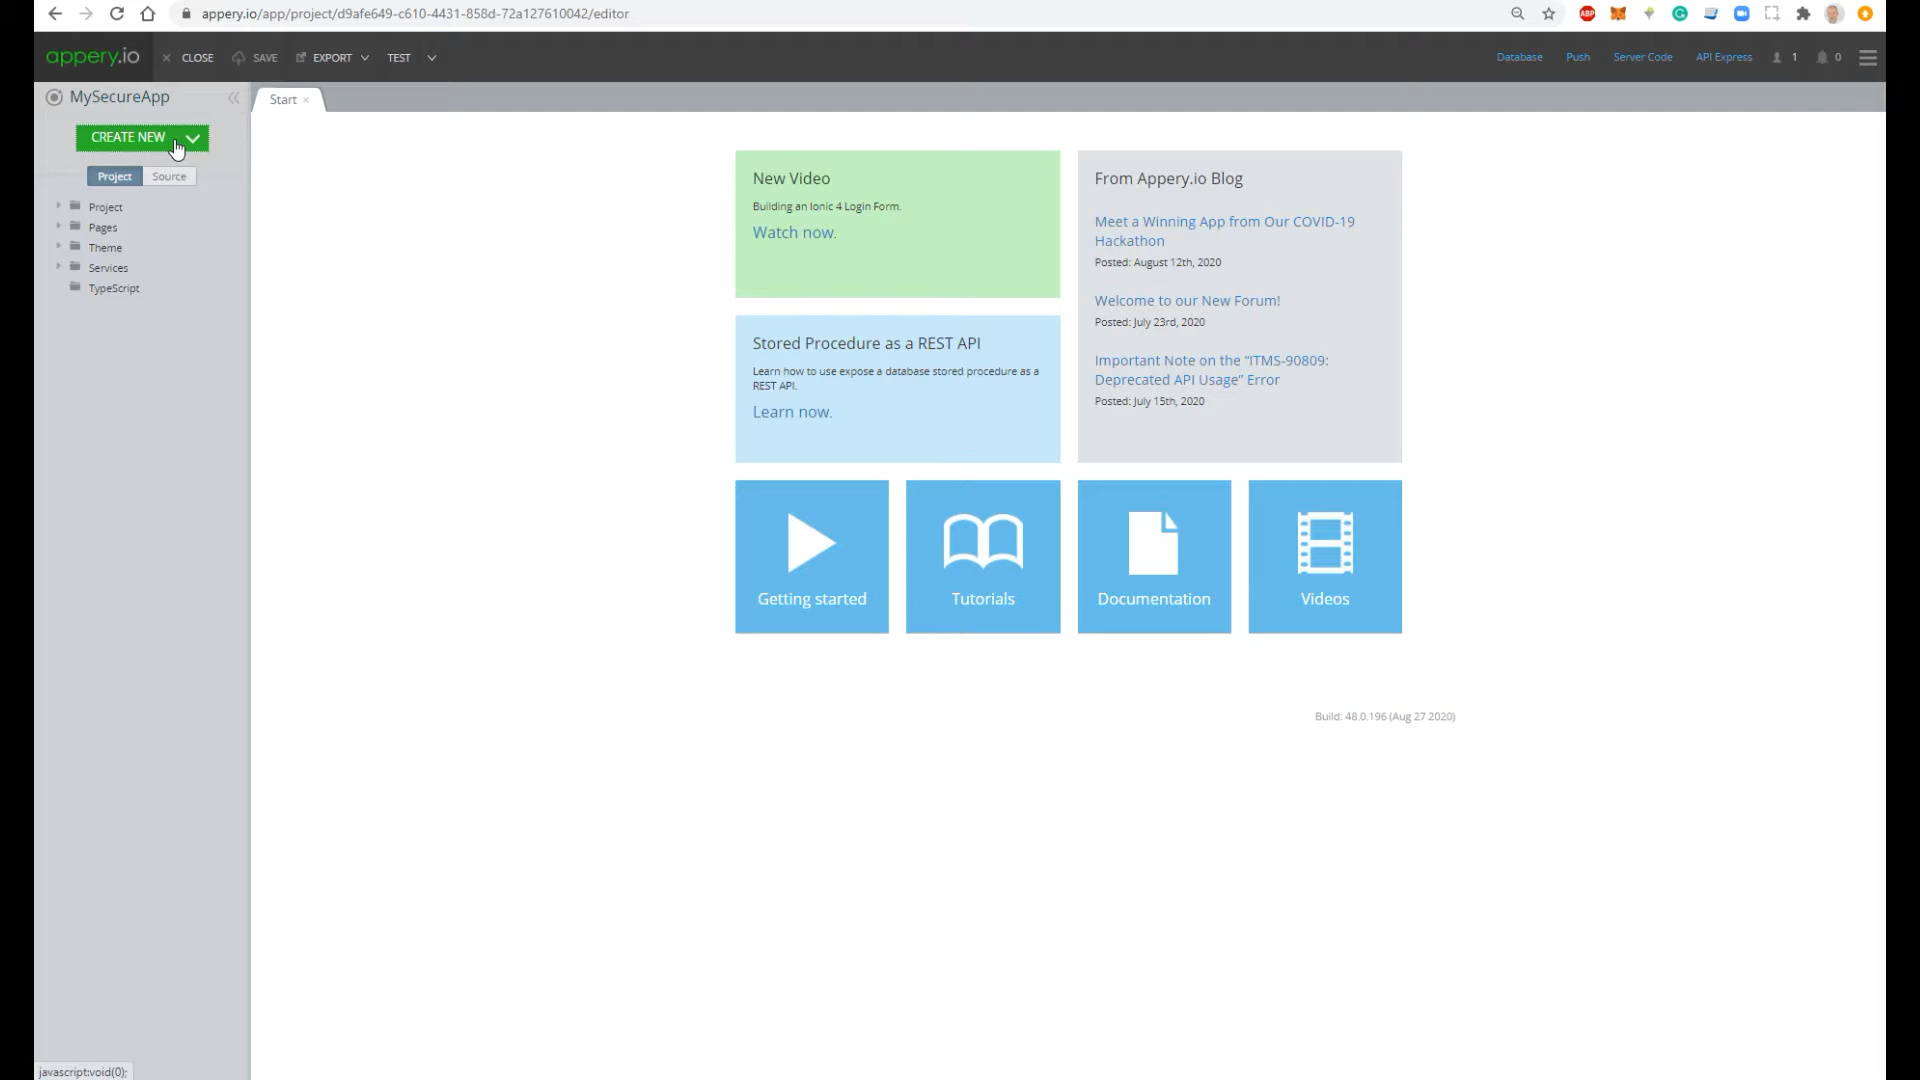 appery.io/app/project/d9afe649-c610-4431-858d-72a127610042/editor
ABP
appery.io
CLOSE
SAVE
EXPORT
TEST
Database
Push
Server Code
API Express
1
0
MySecureApp
Start
CREATE NEW
Project
Source
Project
Pages
Theme
Services
TypeScript
New Video
Building an Ionic 4 Login Form.
Watch now.
Stored Procedure as a REST API
Learn how to use expose a database stored procedure as a
REST API.
Learn now.
From Appery.io Blog
Meet a Winning App from Our COVID-19
Hackathon
Posted: August 12th, 2020
Welcome to our New Forum!
Posted: July 23rd, 2020
Important Note on the “ITMS-90809:
Deprecated API Usage” Error
Posted: July 15th, 2020
Getting started
Tutorials
Documentation
Videos
Build: 48.0.196 (Aug 27 2020)
javascript:void(0);